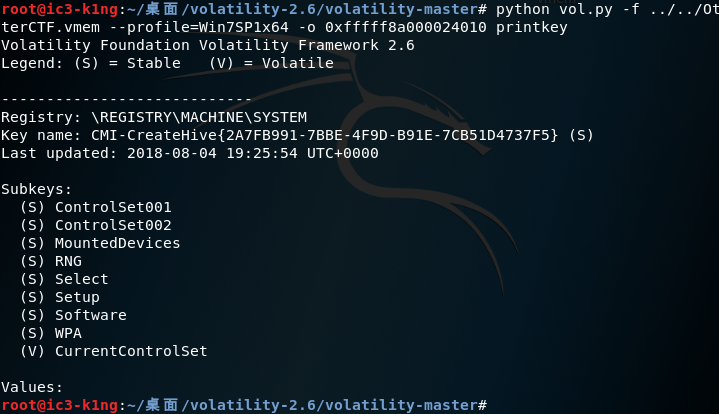 root@ic3-k1ng:~/桌面/volatility-2.6/volatility-master# python vol.py -f ../../Ot
terCTF.vmem --profile=Win7SP1x64 -o 0xfffff8a000024010 printkey
Volatility Foundation Volatility Framework 2.6
Legend: (S) = Stable   (V) = Volatile
----------------------------
Registry: \REGISTRY\MACHINE\SYSTEM
Key name: CMI-CreateHive{2A7FB991-7BBE-4F9D-B91E-7CB51D4737F5} (S)
Last updated: 2018-08-04 19:25:54 UTC+0000
Subkeys:
  (S) ControlSet001
  (S) ControlSet002
  (S) MountedDevices
  (S) RNG
  (S) Select
  (S) Setup
  (S) Software
  (S) WPA
  (V) CurrentControlSet
Values:
root@ic3-k1ng:~/桌面/volatility-2.6/volatility-master#